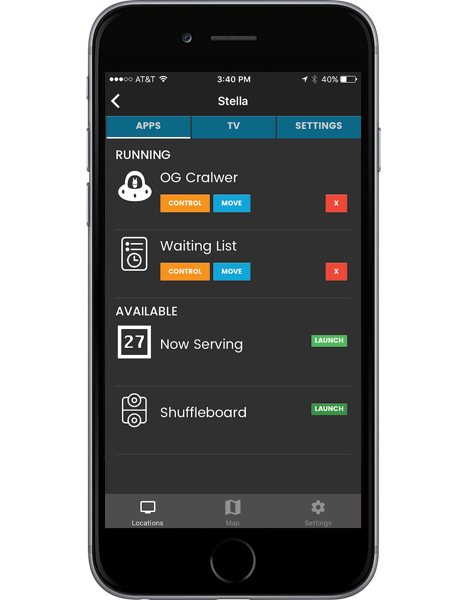 AT&T 3:40 PM 40%
Stella
APPS TV SETTINGS
RUNNING
OG Cralwer
CONTROL MOVE X
Waiting List
CONTROL MOVE X
AVAILABLE
27 Now Serving LAUNCH
Shuffleboard LAUNCH
Locations Map Settings